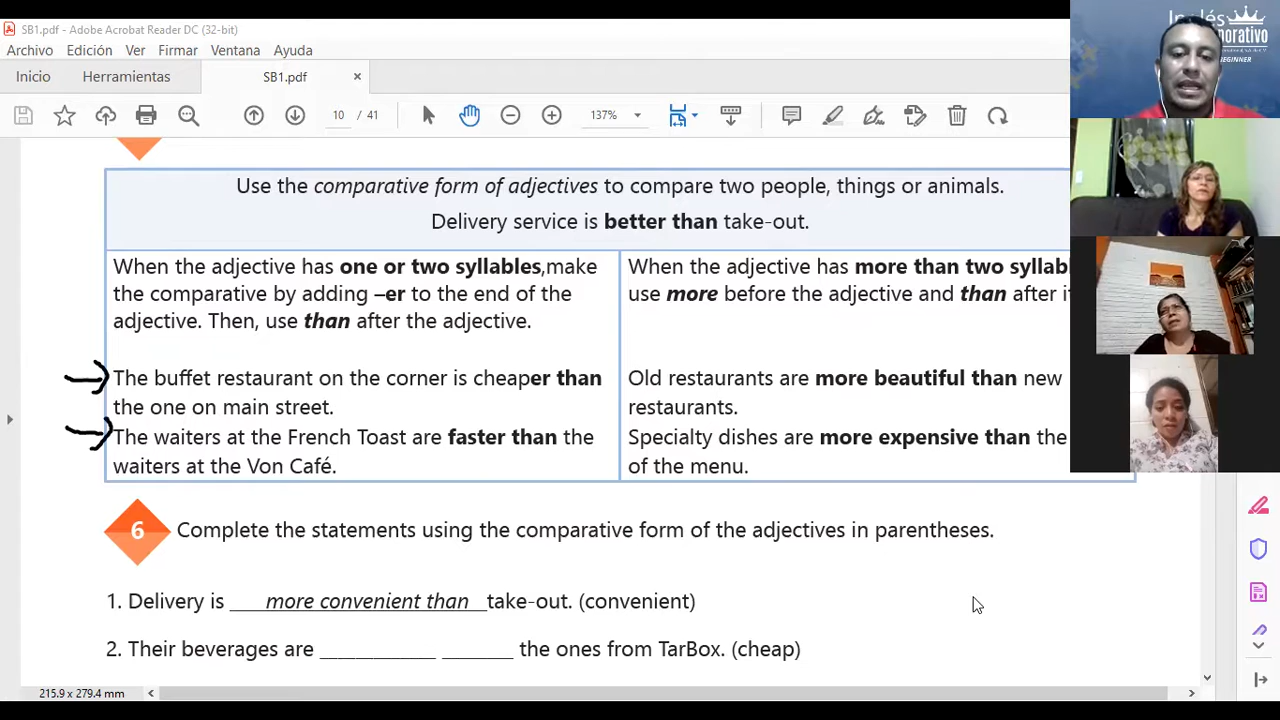 SB1.pdf - Adobe Acrobat Reader DC (32-bit)
Archivo Edición Ver Firmar Ventana Ayuda
Inicio Herramientas SB1.pdf ×
10 / 41 137%
Use the comparative form of adjectives to compare two people, things or animals.
Delivery service is better than take-out.
When the adjective has one or two syllables,make
the comparative by adding –er to the end of the
adjective. Then, use than after the adjective.
The buffet restaurant on the corner is cheaper than
the one on main street.
The waiters at the French Toast are faster than the
waiters at the Von Café.
When the adjective has more than two syllabl
use more before the adjective and than after i
Old restaurants are more beautiful than new
restaurants.
Specialty dishes are more expensive than the
of the menu.
6 Complete the statements using the comparative form of the adjectives in parentheses.
1. Delivery is ___more convenient than__take-out. (convenient)
2. Their beverages are ____________ _______ the ones from TarBox. (cheap)
215.9 x 279.4 mm